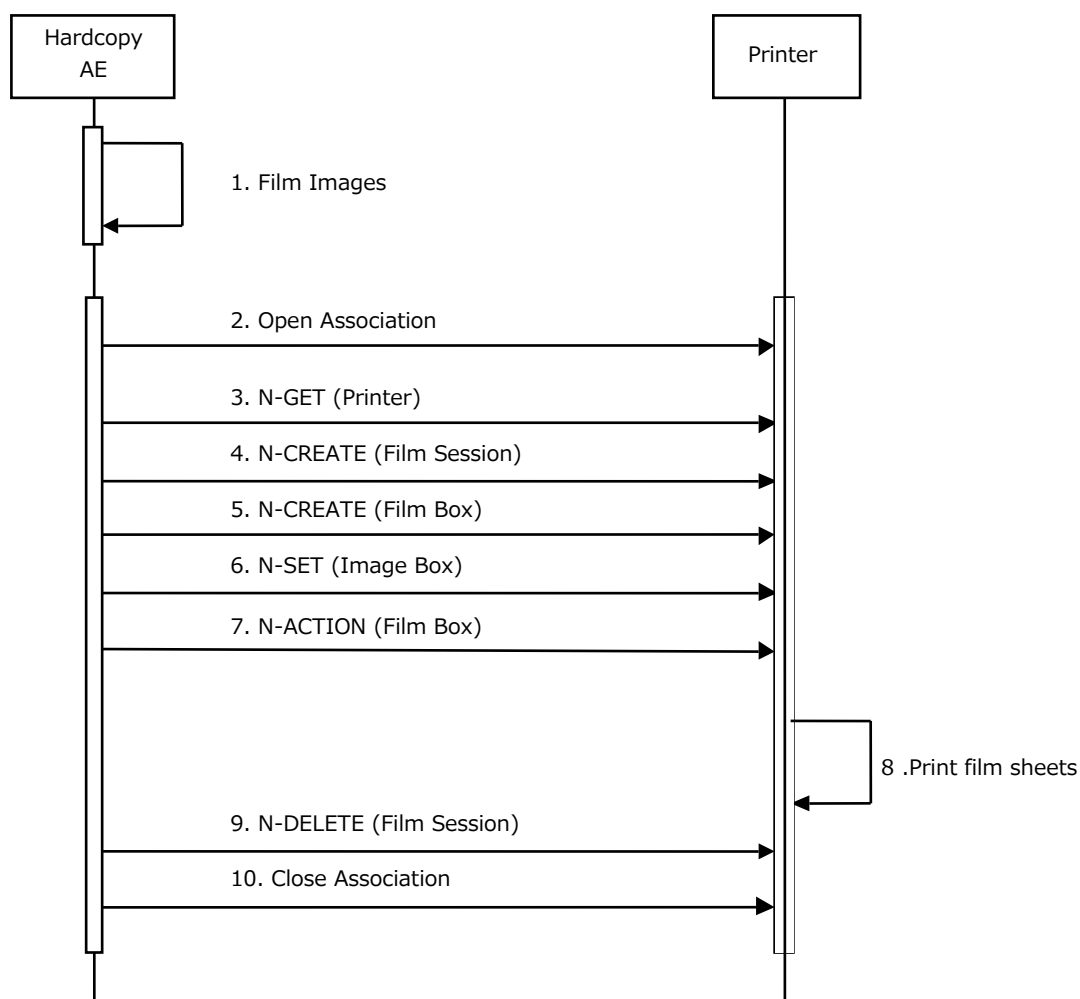 Hardcopy
AE
Printer
1. Film Images
2. Open Association
3. N-GET (Printer)
4. N-CREATE (Film Session)
5. N-CREATE (Film Box)
6. N-SET (Image Box)
7. N-ACTION (Film Box)
8 .Print film sheets
9. N-DELETE (Film Session)
10. Close Association